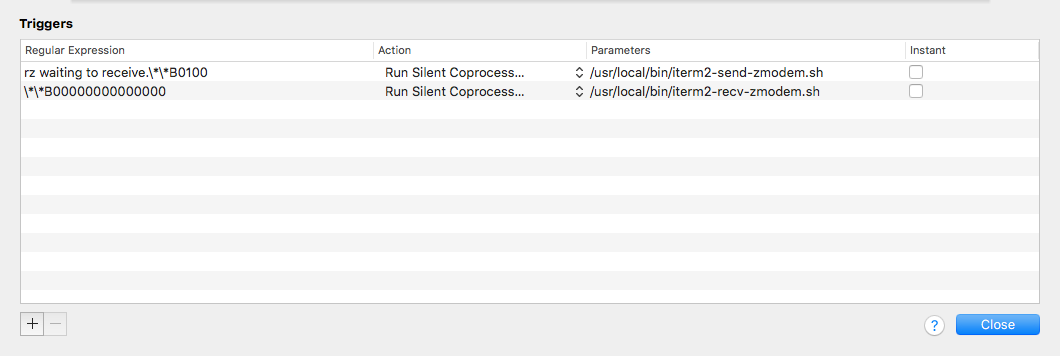 Triggers
Regular Expression Action Parameters Instant
rz waiting to receive.\*\*B0100 Run Silent Coprocess... /usr/local/bin/iterm2-send-zmodem.sh
\*\*B00000000000000 Run Silent Coprocess... /usr/local/bin/iterm2-recv-zmodem.sh
+ − ? Close